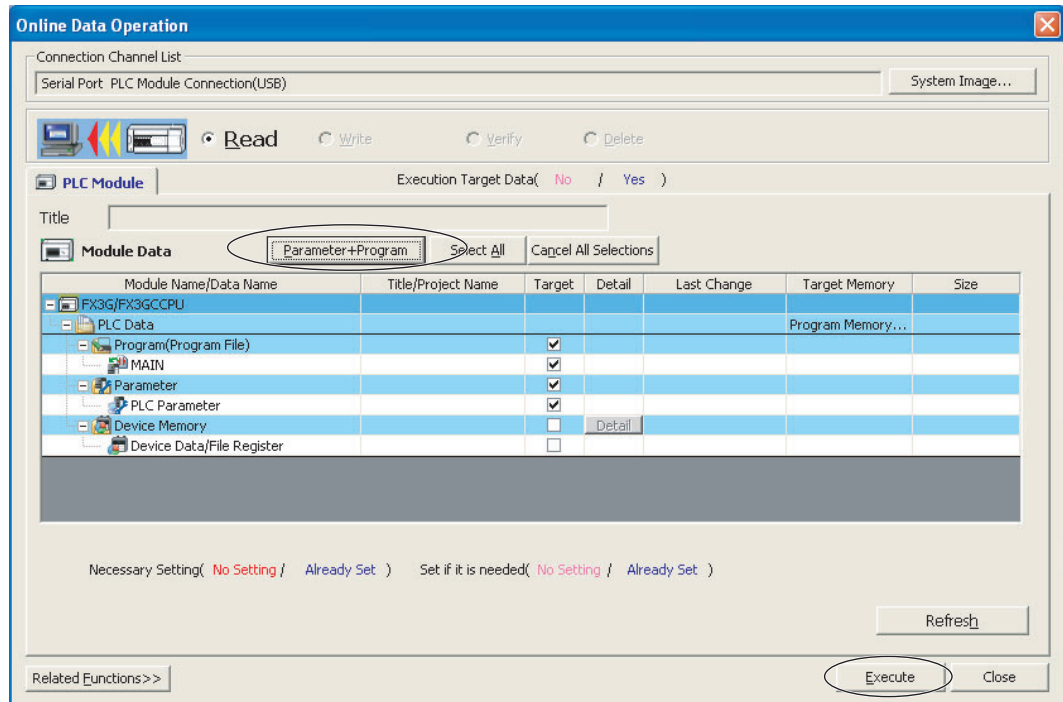 Online Data Operation
Connection Channel List
Serial Port PLC Module Connection(USB)
System Image...
Read
Write
Verify
Delete
PLC Module
Execution Target Data( No / Yes )
Title
Module Data
Parameter+Program
Select All
Cancel All Selections
Module Name/Data Name Title/Project Name Target Detail Last Change Target Memory Size
FX3G/FX3GCCPU
PLC Data Program Memory...
Program(Program File)
MAIN
Parameter
PLC Parameter
Device Memory Detail
Device Data/File Register
Necessary Setting( No Setting / Already Set ) Set if it is needed( No Setting / Already Set )
Refresh
Related Functions>>
Execute
Close